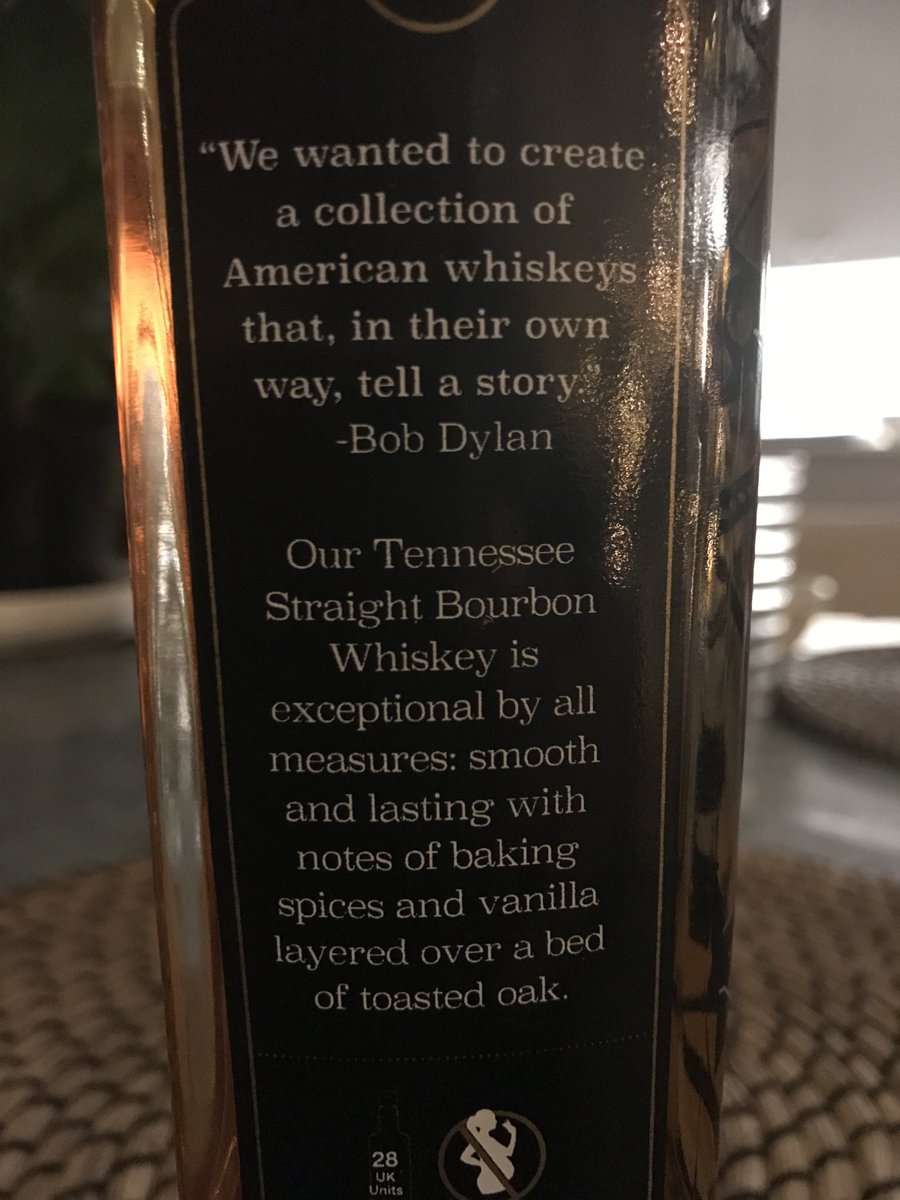 “We wanted to create
a collection of
American whiskeys
that, in their own
way, tell a story.”
-Bob Dylan
Our Tennessee
Straight Bourbon
Whiskey is
exceptional by all
measures: smooth
and lasting with
notes of baking
spices and vanilla
layered over a bed
of toasted oak.
28
UK
Units